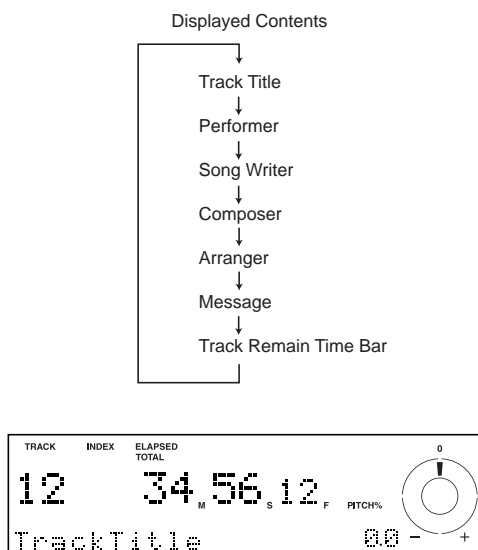 Displayed Contents
Track Title
Performer
Song Writer
Composer
Arranger
Message
Track Remain Time Bar
TRACK INDEX ELAPSED 0
TOTAL
12 34 M 56 S 12 F PITCH%
TrackTitle 0.0 − +